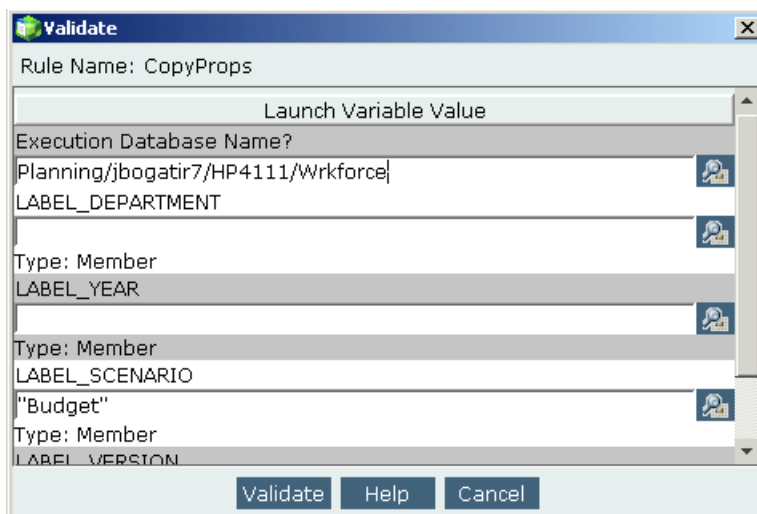 Validate
Rule Name: CopyProps
Launch Variable Value
Execution Database Name?
Planning/jbogatir7/HP4111/Wrkforce
LABEL_DEPARTMENT
Type: Member
LABEL_YEAR
Type: Member
LABEL_SCENARIO
"Budget"
Type: Member
LABEL_VERSION
Validate Help Cancel